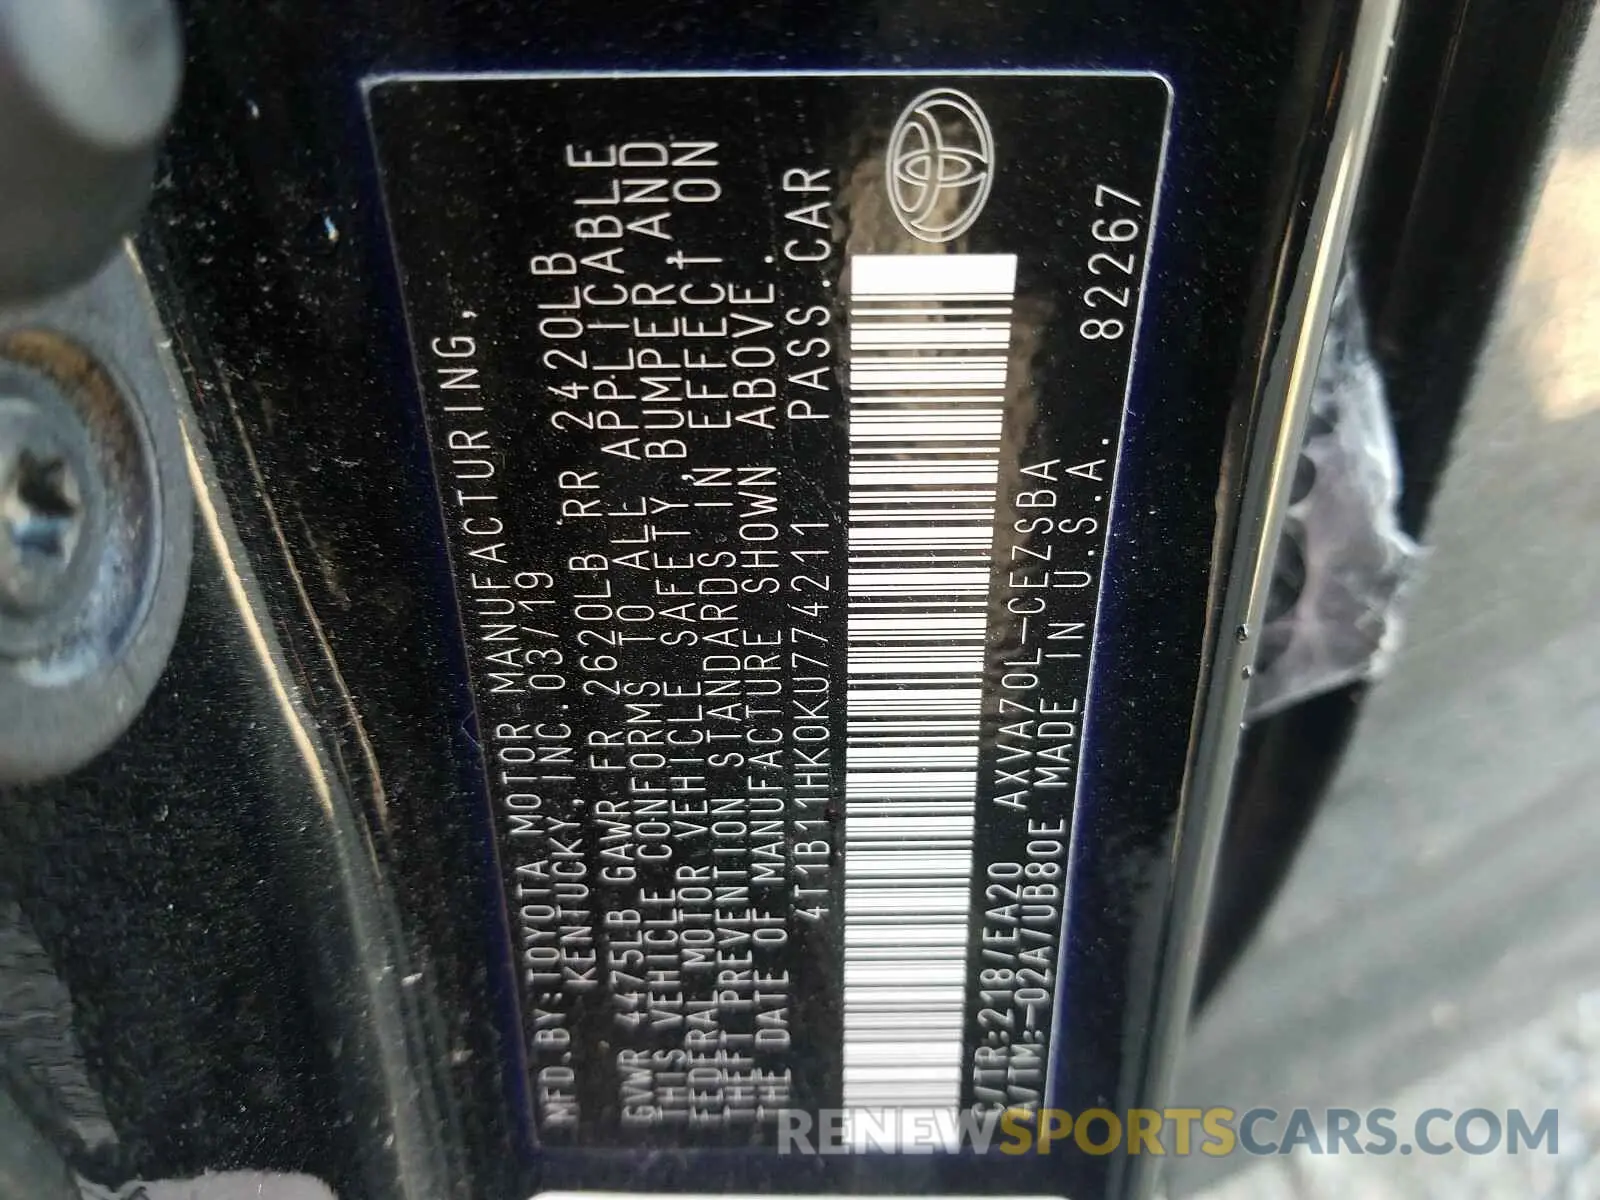 MFD.BY:TOYOTA MOTOR MANUFACTURING,
KENTUCKY,INC. 03/19
GVWR 4475LB GAWR FR 2620LB RR 2420LB
THIS VEHICLE CONFORMS TO ALL APPLICABLE
FEDERAL MOTOR VEHICLE SAFETY,BUMPER,AND
THEFT PREVENTION STANDARDS IN EFFECT ON
THE DATE OF MANUFACTURE SHOWN ABOVE.
4T1B11HK0KU774211 PASS.CAR
C/TR:218/EA20 AXVA70L-CEZSBA
A/TM:-02A/UB80E MADE IN U.S.A.
82267
RENEWSPORTSCARS.COM